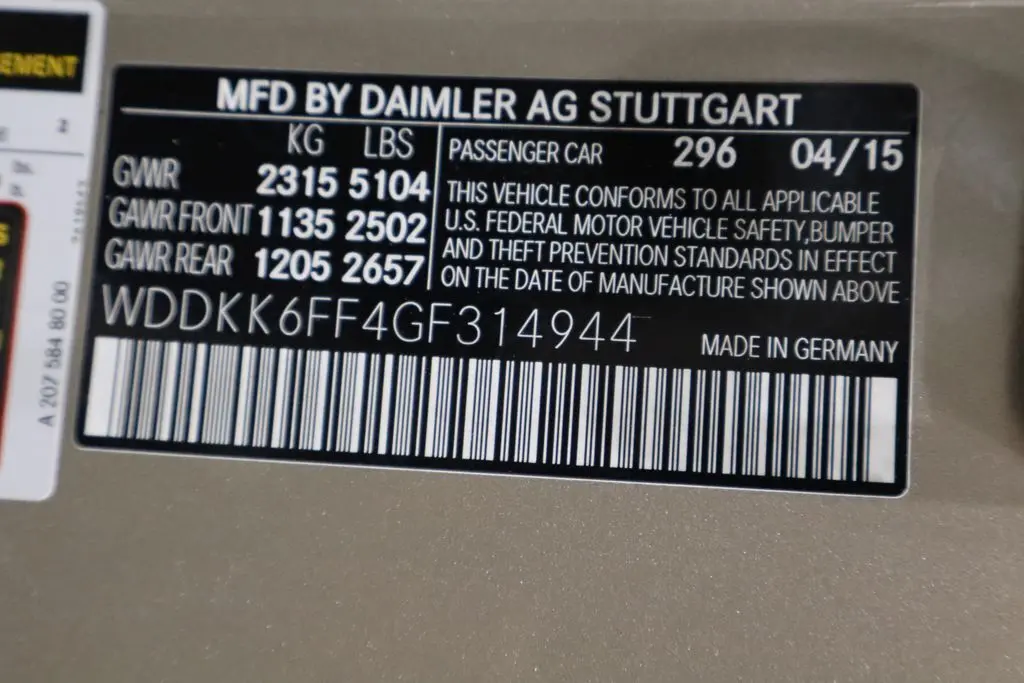 EMENT
MFD BY DAIMLER AG STUTTGART
KG LBS
GVWR 2315 5104
GAWR FRONT 1135 2502
GAWR REAR 1205 2657
PASSENGER CAR 296 04/15
THIS VEHICLE CONFORMS TO ALL APPLICABLE
U.S. FEDERAL MOTOR VEHICLE SAFETY,BUMPER
AND THEFT PREVENTION STANDARDS IN EFFECT
ON THE DATE OF MANUFACTURE SHOWN ABOVE
WDDKK6FF4GF314944
MADE IN GERMANY
A 207 584 80 00